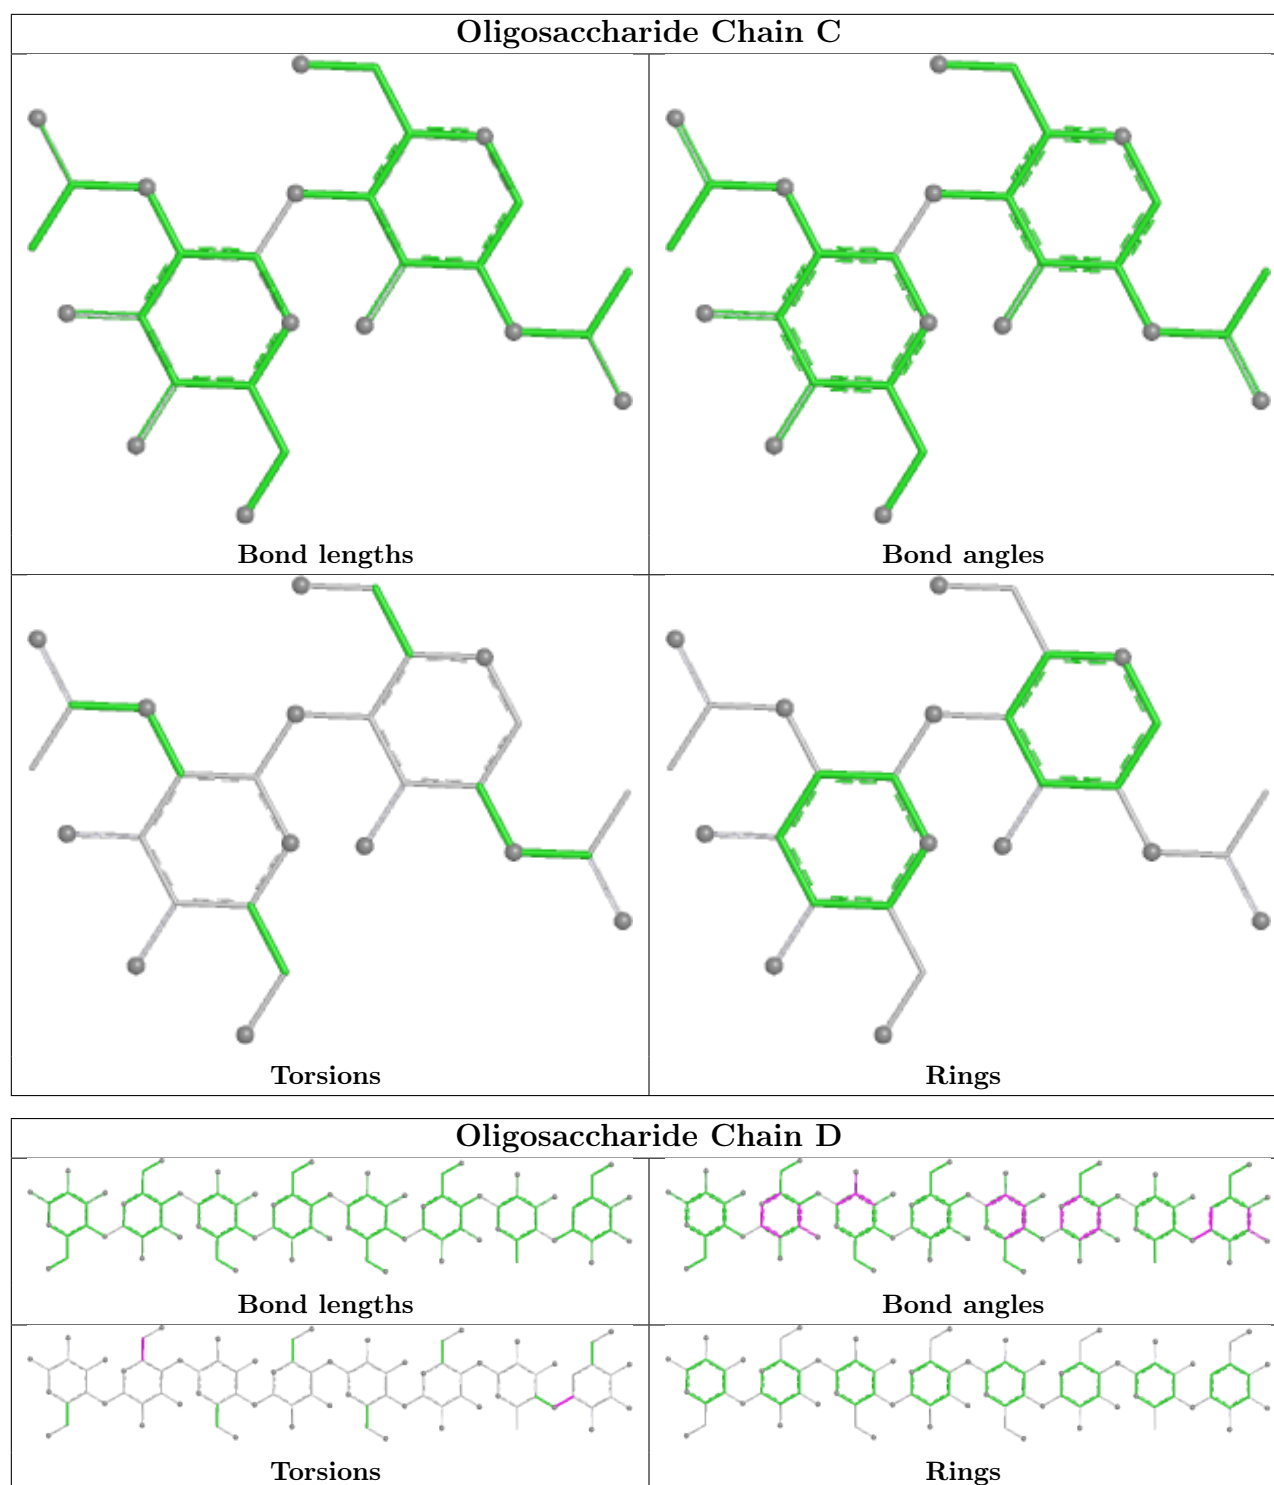 Oligosaccharide Chain C
Bond lengths
Bond angles
Torsions
Rings
Oligosaccharide Chain D
Bond lengths
Bond angles
Torsions
Rings